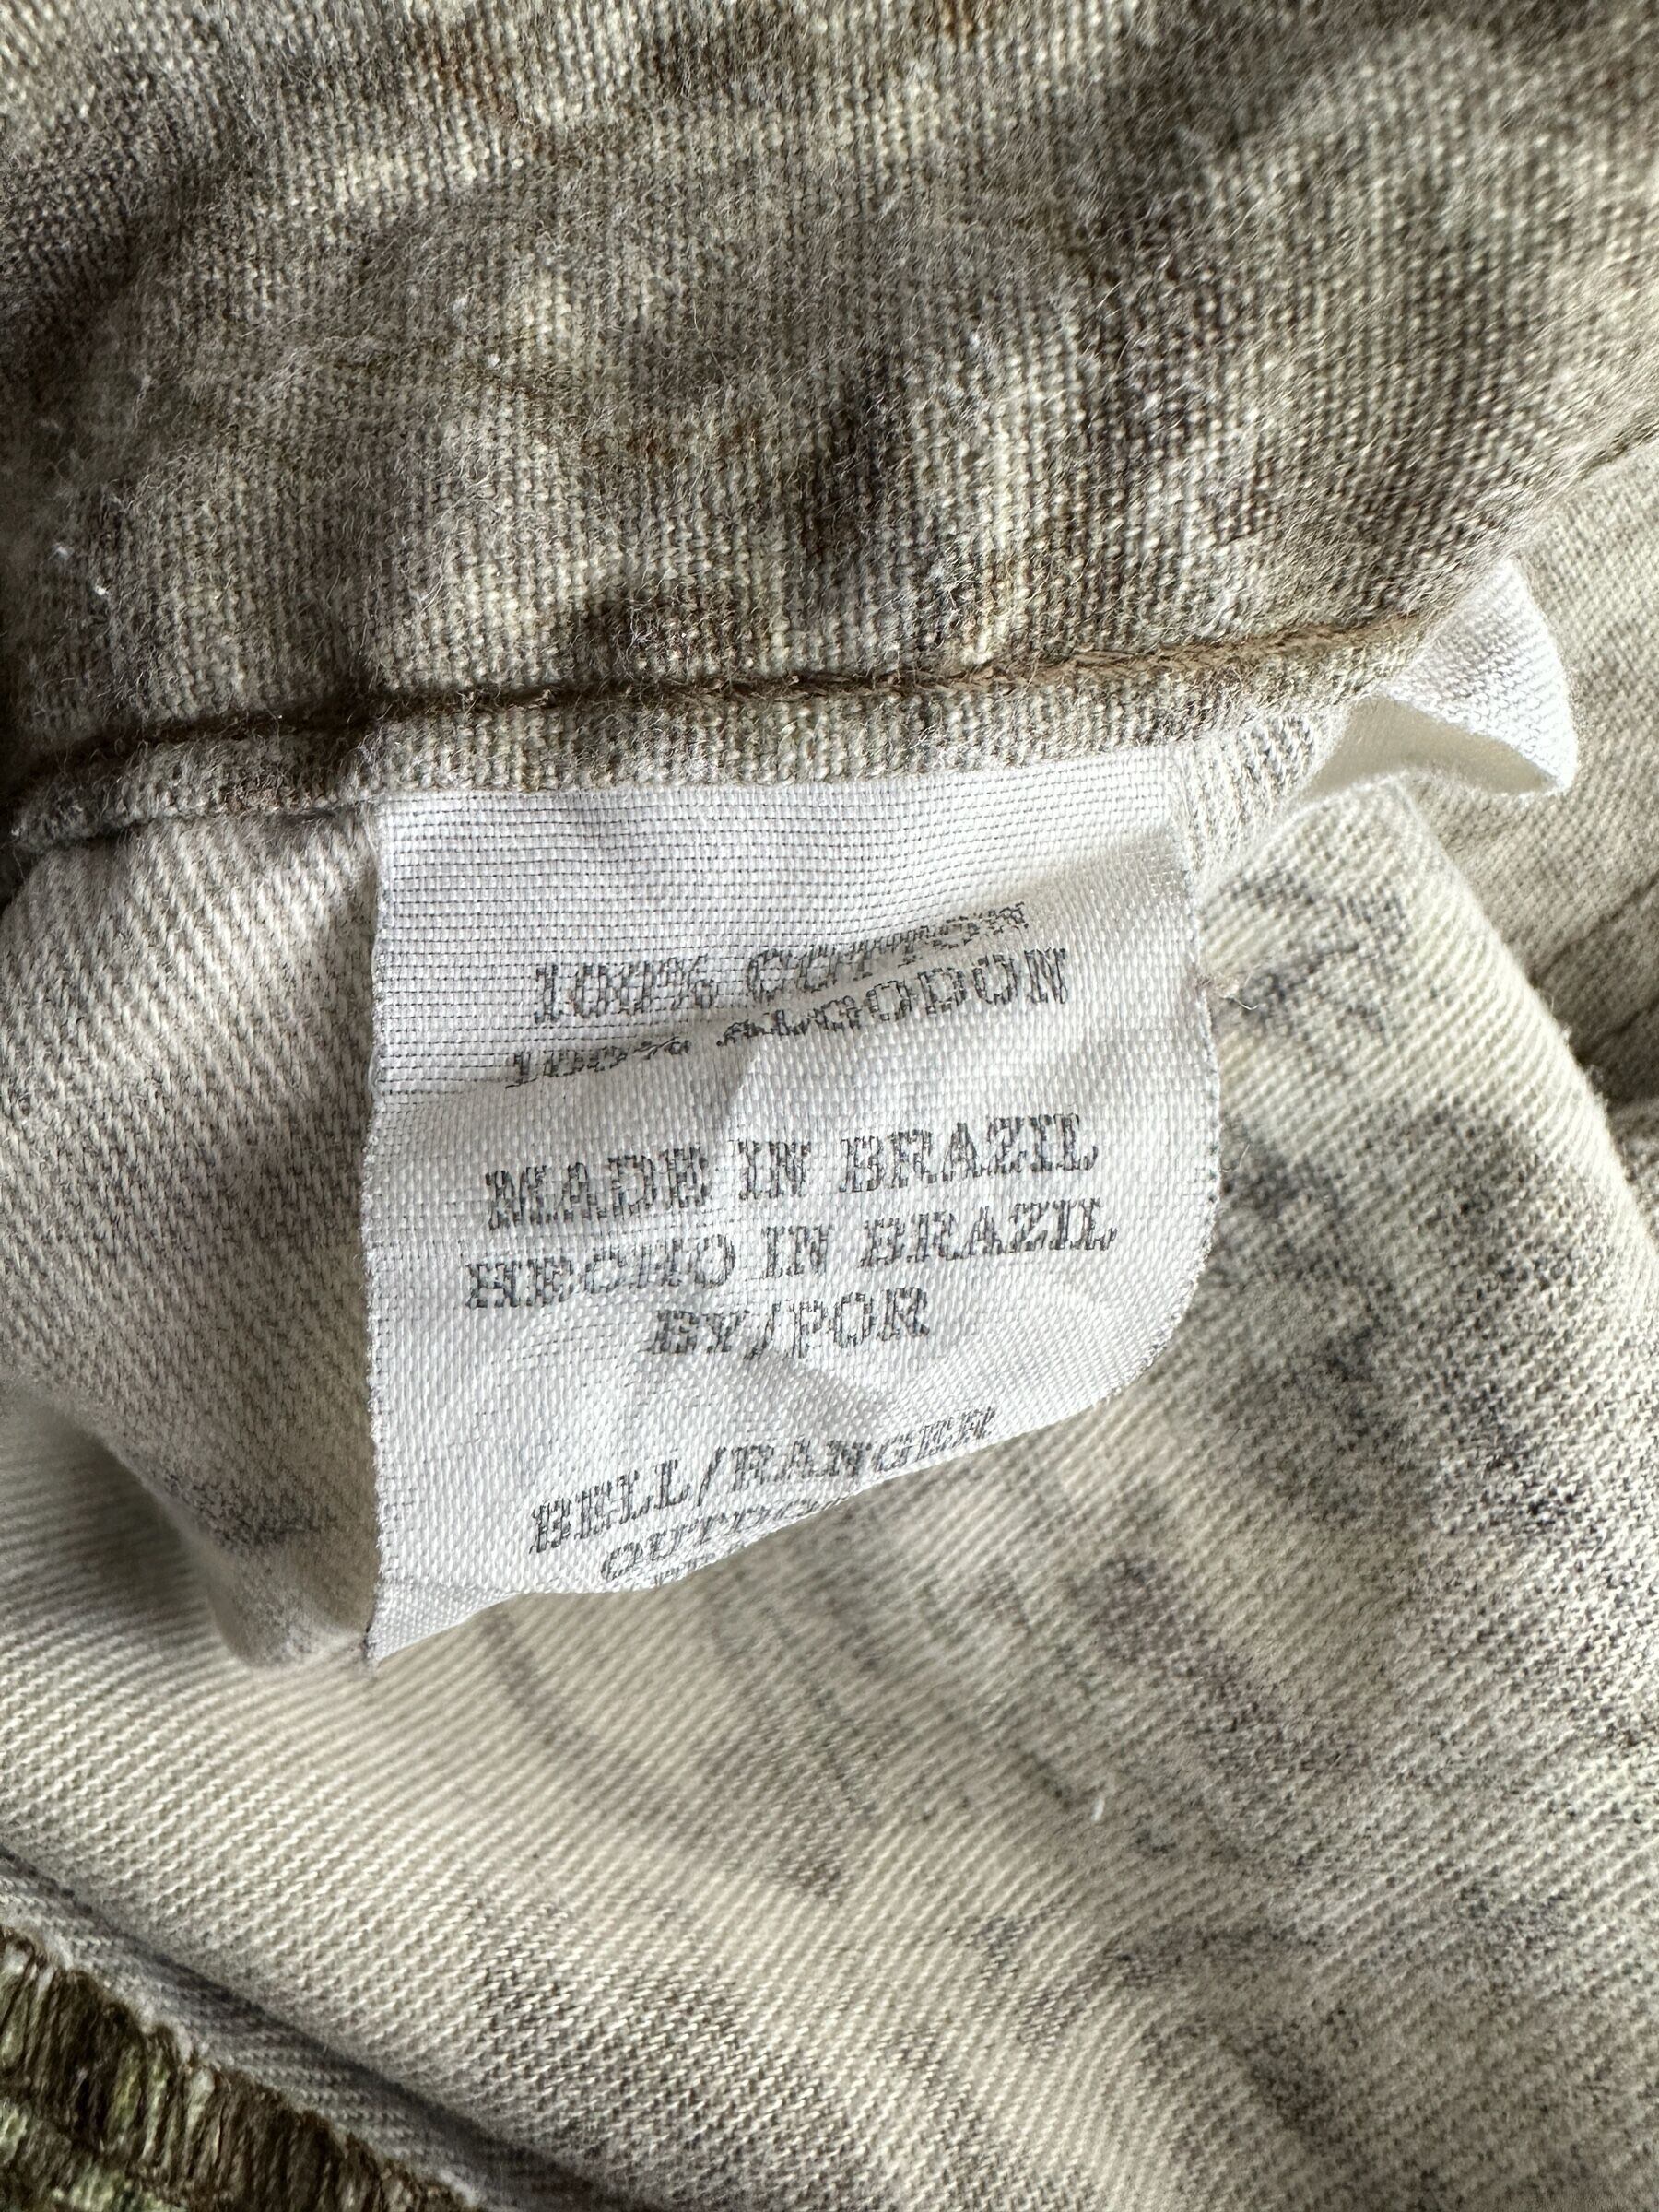 100% COTTON
100% ALGODON
MADE IN BRAZIL
HECHO IN BRAZIL
BY/POR
BELL/RANGER